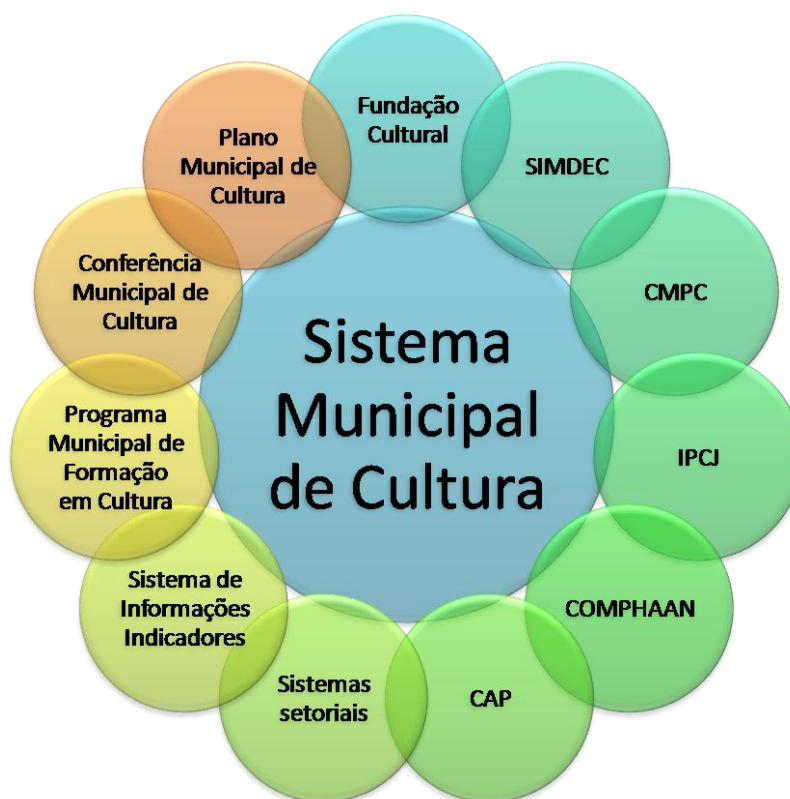 Sistema
Municipal
de Cultura
Fundação
Cultural
SIMDEC
CMPC
IPCJ
COMPHAAN
CAP
Sistemas
setoriais
Sistema de
Informações
Indicadores
Programa
Municipal de
Formação
em Cultura
Conferência
Municipal de
Cultura
Plano
Municipal de
Cultura